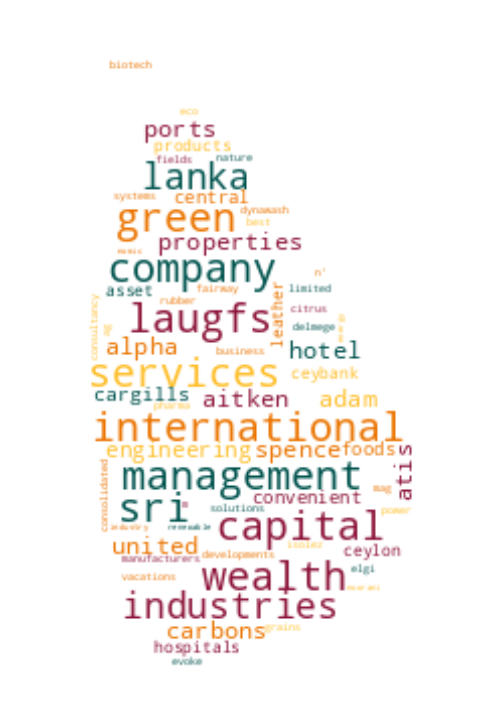 biotech
eco
ports
products
fields nature
lanka
systems central
dynawash
green best
properties
company
n'
asset fairway limited
rubber citrus
consultancy
leather
laugfs delmege
ag
alpha business hotel
services ceybank
cargills aitken adam
pharma
international
engineering spence foods
atis
management
consolidated
mag
convenient
sri solutions power
industry renewable capital
united developments ceylon
manufacturers
elgi
vacations wealth
industries
carbons grains
hospitals
evoke